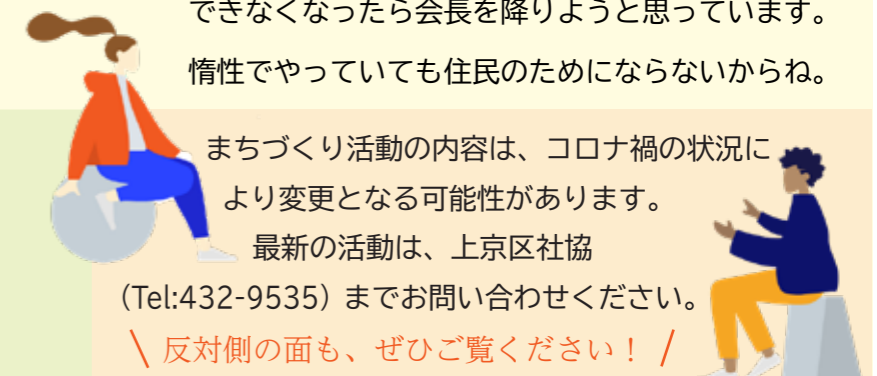 できなくなったら会長を降りようと思っています。
惰性でやっていても住民のためにならないからね。
まちづくり活動の内容は、コロナ禍の状況に
より変更となる可能性があります。
最新の活動は、上京区社協
（Tel:432-9535）までお問い合わせください。
\ 反対側の面も、ぜひご覧ください！ /